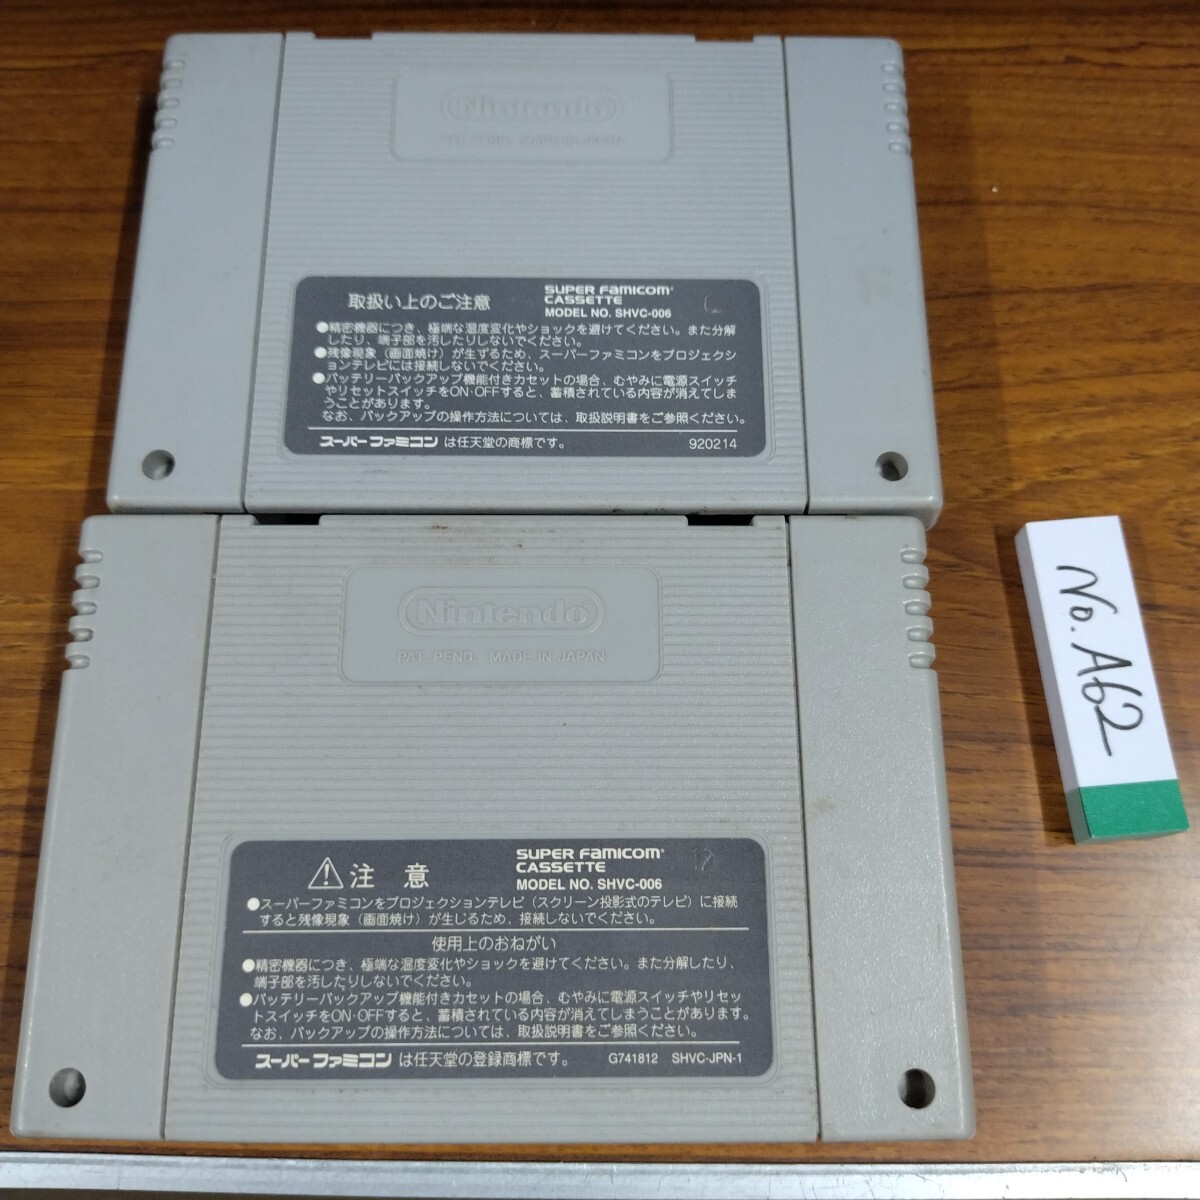 Nintendo
PAT. PEND. MADE IN JAPAN
取扱い上のご注意
SUPER Famicom
CASSETTE
MODEL NO. SHVC-006
●精密機器につき、極端な温度変化やショックを避けてください。また分解
したり、端子部を汚したりしないでください。
●残像現象（画面焼け）が生ずるため、スーパーファミコンをプロジェクシ
ョンテレビには接続しないでください。
●バッテリーバックアップ機能付きカセットの場合、むやみに電源スイッチ
やリセットスイッチをON・OFFすると、蓄積されている内容が消えてしま
うことがあります。
なお、バックアップの操作方法については、取扱説明書をご参照ください。
スーパーファミコン は任天堂の商標です。
920214
Nintendo
PAT. PEND. MADE IN JAPAN
注 意
SUPER Famicom
CASSETTE
MODEL NO. SHVC-006
12
●スーパーファミコンをプロジェクションテレビ（スクリーン投影式のテレビ）に接続
すると残像現象（画面焼け）が生じるため、接続しないでください。
使用上のおねがい
●精密機器につき、極端な温度変化やショックを避けてください。また分解したり、
端子部を汚したりしないでください。
●バッテリーバックアップ機能付きカセットの場合、むやみに電源スイッチやリセッ
トスイッチをON・OFFすると、蓄積されている内容が消えてしまうことがあります。
なお、バックアップの操作方法については、取扱説明書をご参照ください。
スーパーファミコン は任天堂の登録商標です。
G741812 SHVC-JPN-1
No. A62